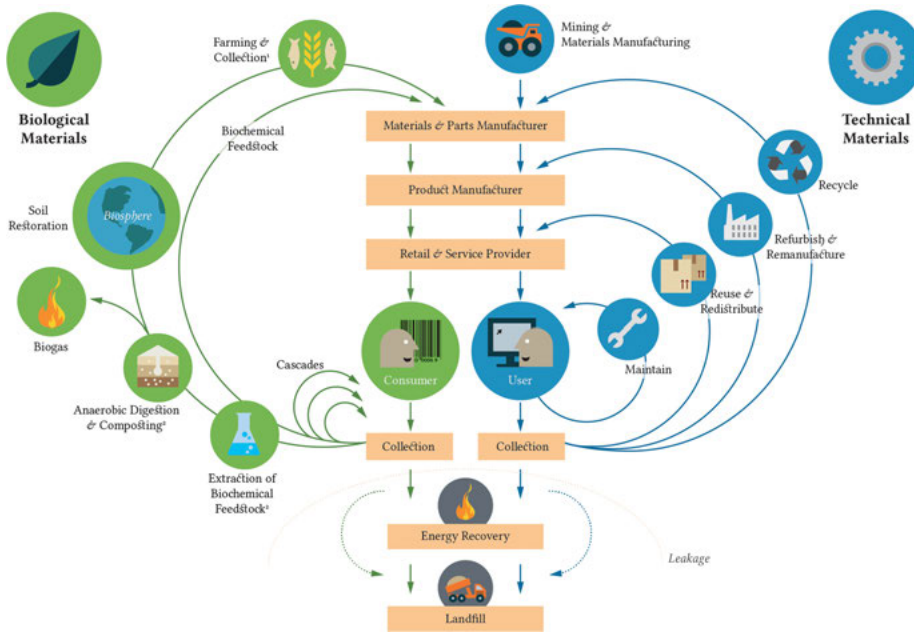 Farming &
Collection¹
Mining &
Materials Manufacturing
Biological
Materials
Technical
Materials
Biochemical
Feedstock
Materials & Parts Manufacturer
Recycle
Product Manufacturer
Soil
Restoration
Biosphere
Refurbish &
Remanufacture
Retail & Service Provider
Reuse &
Redistribute
Biogas
Consumer
User
Maintain
Cascades
Anaerobic Digestion
& Composting²
Collection
Collection
Extraction of
Biochemical
Feedstock²
Energy Recovery
Leakage
Landfill